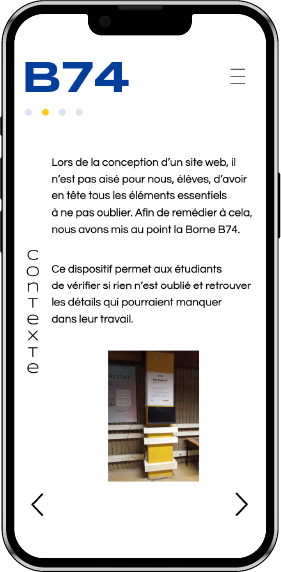 B74
Lors de la conception d'un site web, il
n'est pas aisé pour nous, élèves, d'avoir
en tête tous les éléments essentiels
à ne pas oublier. Afin de remédier à cela,
nous avons mis au point la Borne B74.
Ce dispositif permet aux étudiants
de vérifier si rien n'est oublié et retrouver
les détails qui pourraient manquer
dans leur travail.
conTexTe